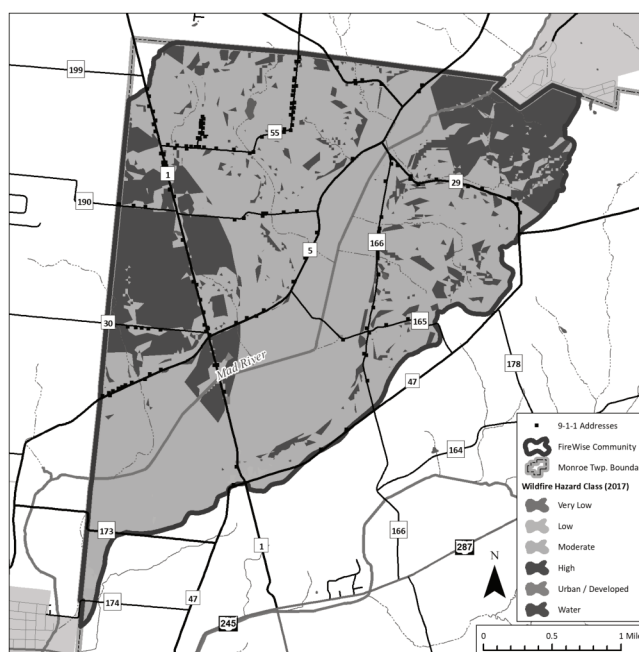 199
55
1
190
29
5
166
30
165
Mad River
47
178
164
173
166
1
287
N
174
47
245
9-1-1 Addresses
FireWise Community
Monroe Twp. Bounda
Wildfire Hazard Class (2017)
Very Low
Low
Moderate
High
Urban / Developed
Water
0 0.5 1 Mile